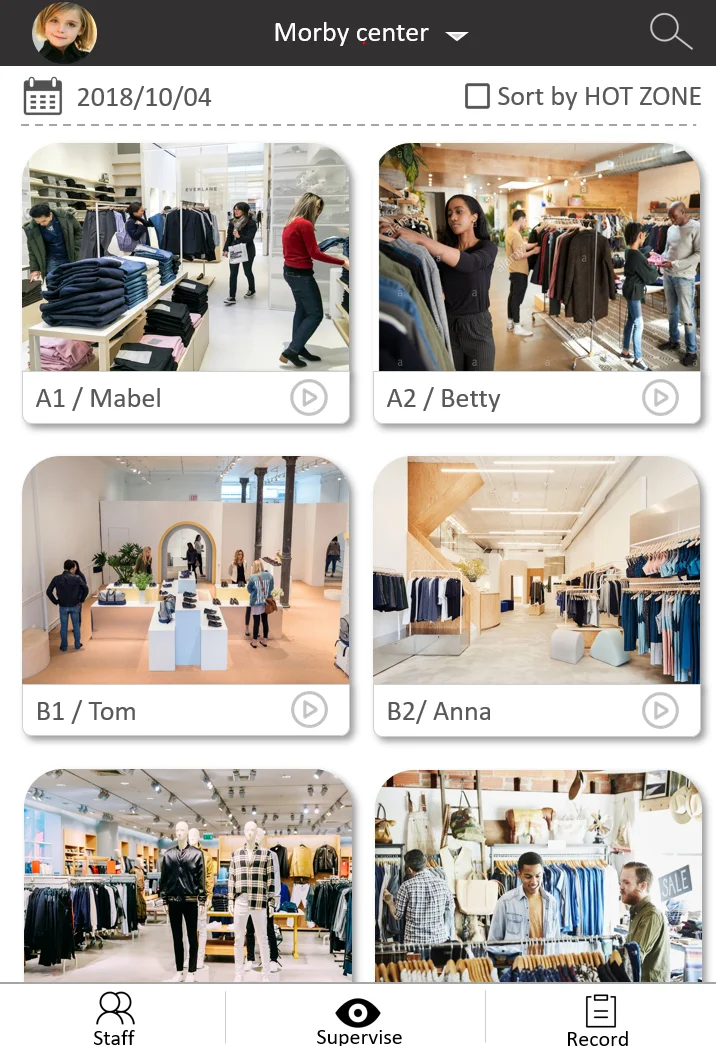 Morby center
2018/10/04
Sort by HOT ZONE
EVERLANE
A1 / Mabel
A2 / Betty
B1 / Tom
B2/ Anna
SALE
Staff
Supervise
Record